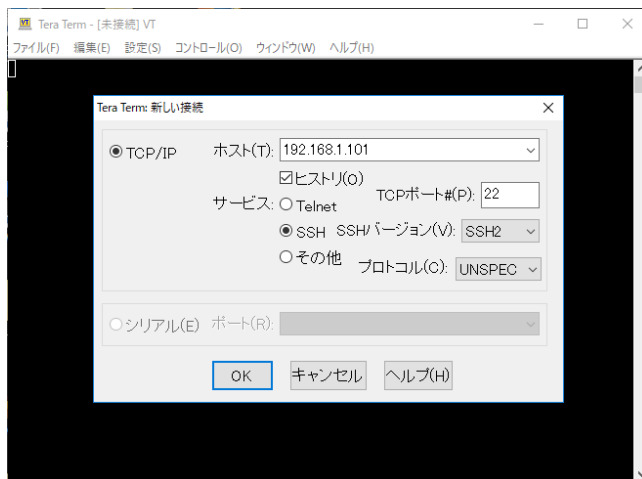 Tera Term - [未接続] VT
ファイル(F) 編集(E) 設定(S) コントロール(O) ウィンドウ(W) ヘルプ(H)
Tera Term: 新しい接続
TCP/IP ホスト(T): 192.168.1.101
ヒストリ(O)
サービス: Telnet TCPポート#(P): 22
SSH SSHバージョン(V): SSH2
その他 プロトコル(C): UNSPEC
シリアル(E) ポート(R):
OK キャンセル ヘルプ(H)